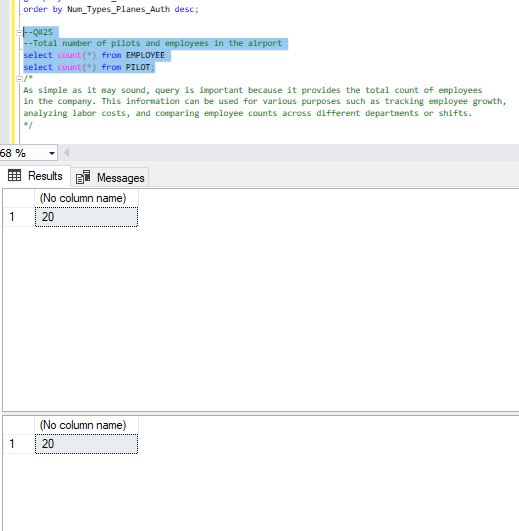 order by Num_Types_Planes_Auth desc;
--Q#25
--Total number of pilots and employees in the airport
select count(*) from EMPLOYEE
select count(*) from PILOT;
/*
As simple as it may sound, query is important because it provides the total count of employees
in the company. This information can be used for various purposes such as tracking employee growth,
analyzing labor costs, and comparing employee counts across different departments or shifts.
*/
68 %
Results Messages
(No column name)
1 20
(No column name)
1 20